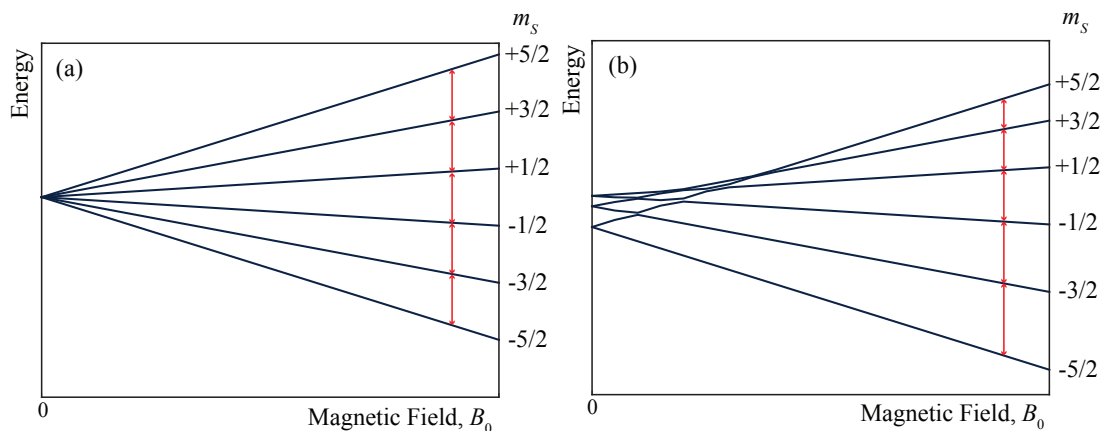 m_S
(a)
Energy
+5/2
+3/2
+1/2
-1/2
-3/2
-5/2
0
Magnetic Field, B_0
m_S
(b)
Energy
+5/2
+3/2
+1/2
-1/2
-3/2
-5/2
0
Magnetic Field, B_0